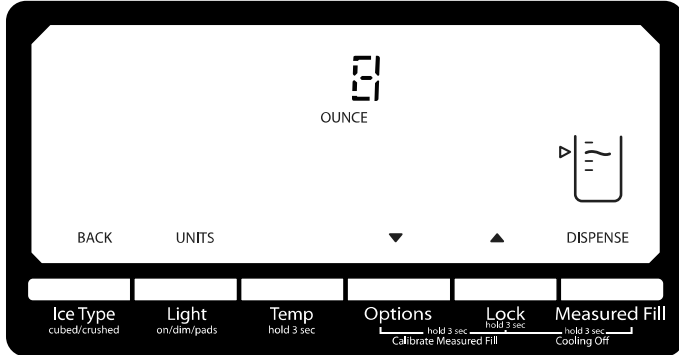 8
OUNCE
BACK UNITS ▼ ▲ DISPENSE
Ice Type Light Temp Options Lock Measured Fill
cubed/crushed on/dim/pads hold 3 sec hold 3 sec hold 3 sec hold 3 sec
Calibrate Measured Fill Cooling Off